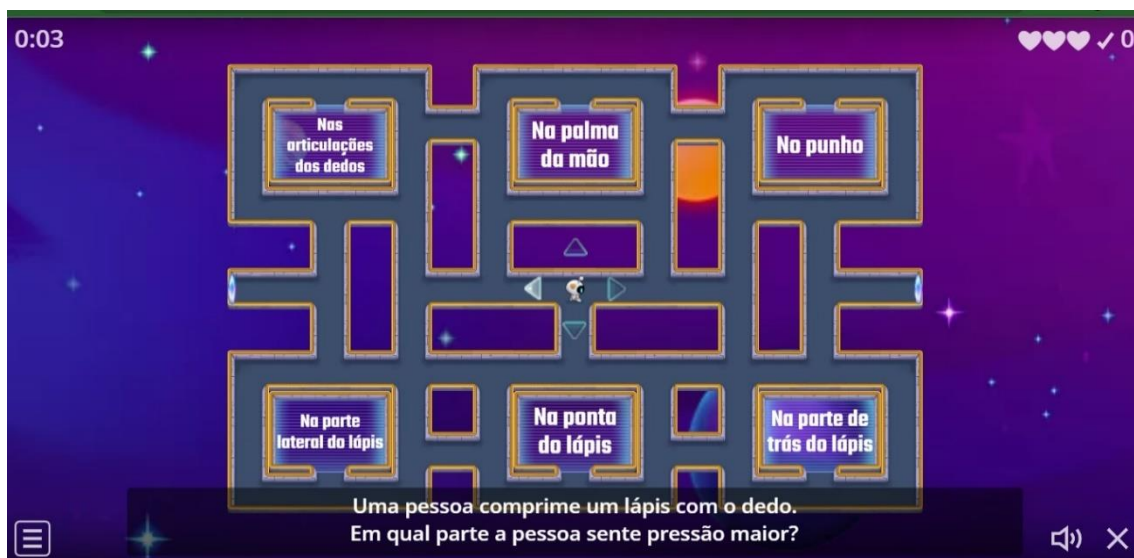 0:03
✓ 0
Nas
articulações
dos dedos
Na palma
da mão
No punho
Na parte
lateral do lápis
Na ponta
do lápis
Na parte de
trás do lápis
Uma pessoa comprime um lápis com o dedo.
Em qual parte a pessoa sente pressão maior?